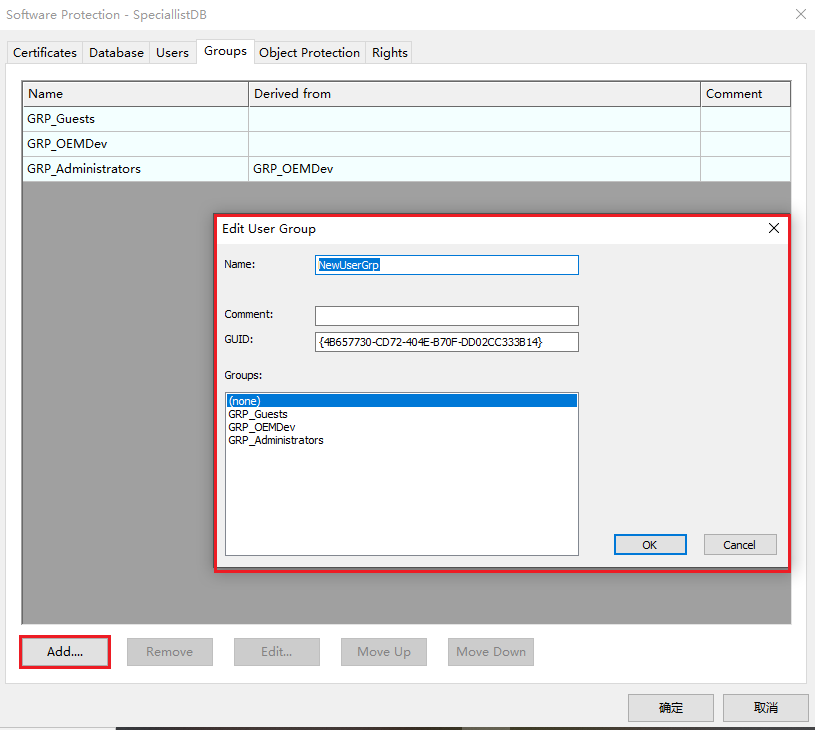 Software Protection - SpeciallistDB
Certificates Database Users Groups Object Protection Rights
Name Derived from Comment
GRP_Guests
GRP_OEMDev
GRP_Administrators GRP_OEMDev
Edit User Group
Name: NewUserGrp
Comment:
GUID: {4B657730-CD72-404E-B70F-DD02CC333B14}
Groups:
(none)
GRP_Guests
GRP_OEMDev
GRP_Administrators
OK Cancel
Add.... Remove Edit... Move Up Move Down
确定 取消